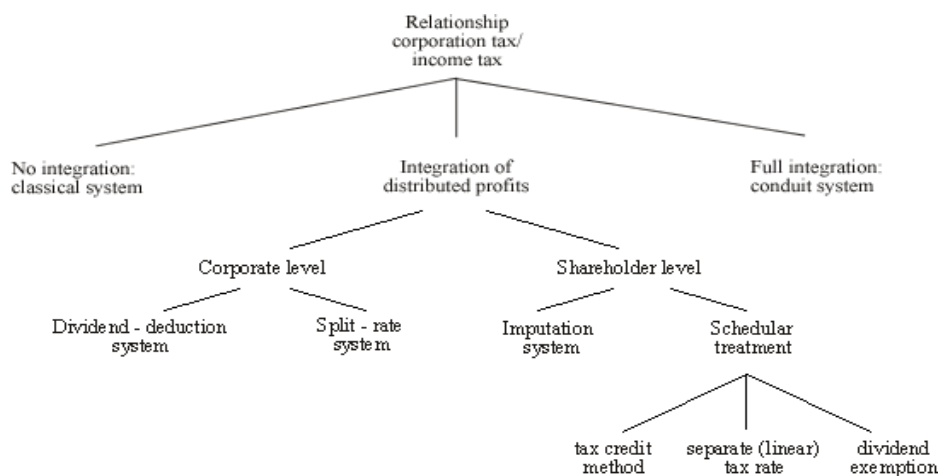 Relationship
corporation tax/
income tax
No integration:
classical system
Integration of
distributed profits
Full integration:
conduit system
Corporate level
Shareholder level
Dividend - deduction
system
Split - rate
system
Imputation
system
Schedular
treatment
tax credit
method
separate (linear)
tax rate
dividend
exemption